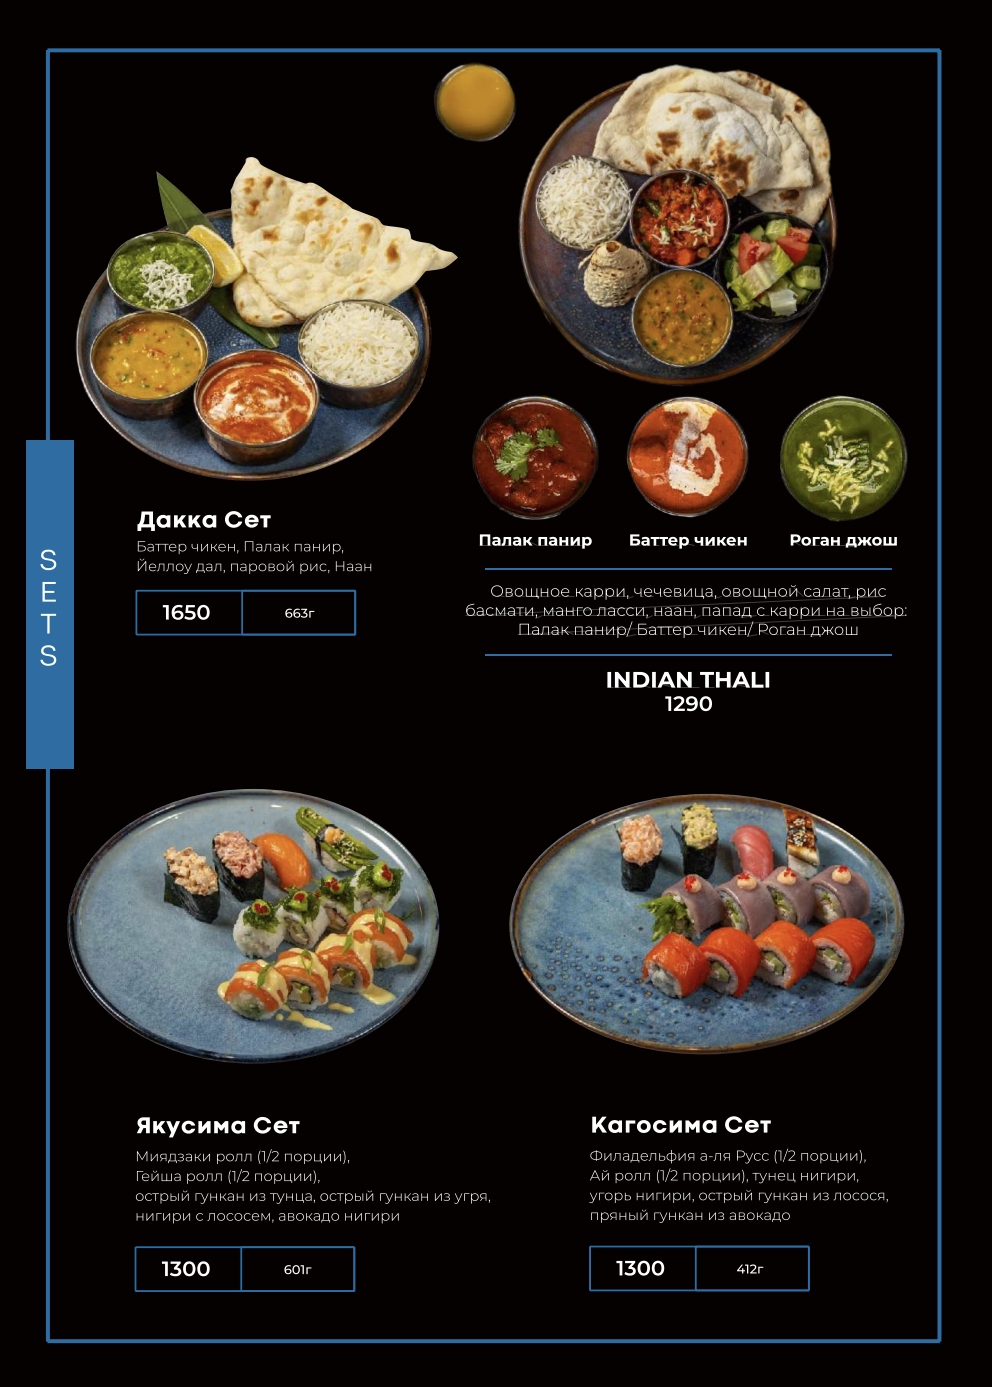 SETS
Дакка Сет
Баттер чикен, Палак панир,
Йеллоу дал, паровой рис, Наан
1650
663г
Палак панир
Баттер чикен
Роган джош
Овощное карри, чечевица, овощной салат, рис
басмати, манго ласси, наан, папад с карри на выбор:
Палак панир/ Баттер чикен/ Роган джош
INDIAN THALI
1290
Якусима Сет
Миядзаки ролл (1/2 порции),
Гейша ролл (1/2 порции),
острый гункан из тунца, острый гункан из угря,
нигири с лососем, авокадо нигири
1300
601г
Кагосима Сет
Филадельфия а-ля Русс (1/2 порции),
Ай ролл (1/2 порции), тунец нигири,
угорь нигири, острый гункан из лосося,
пряный гункан из авокадо
1300
412г